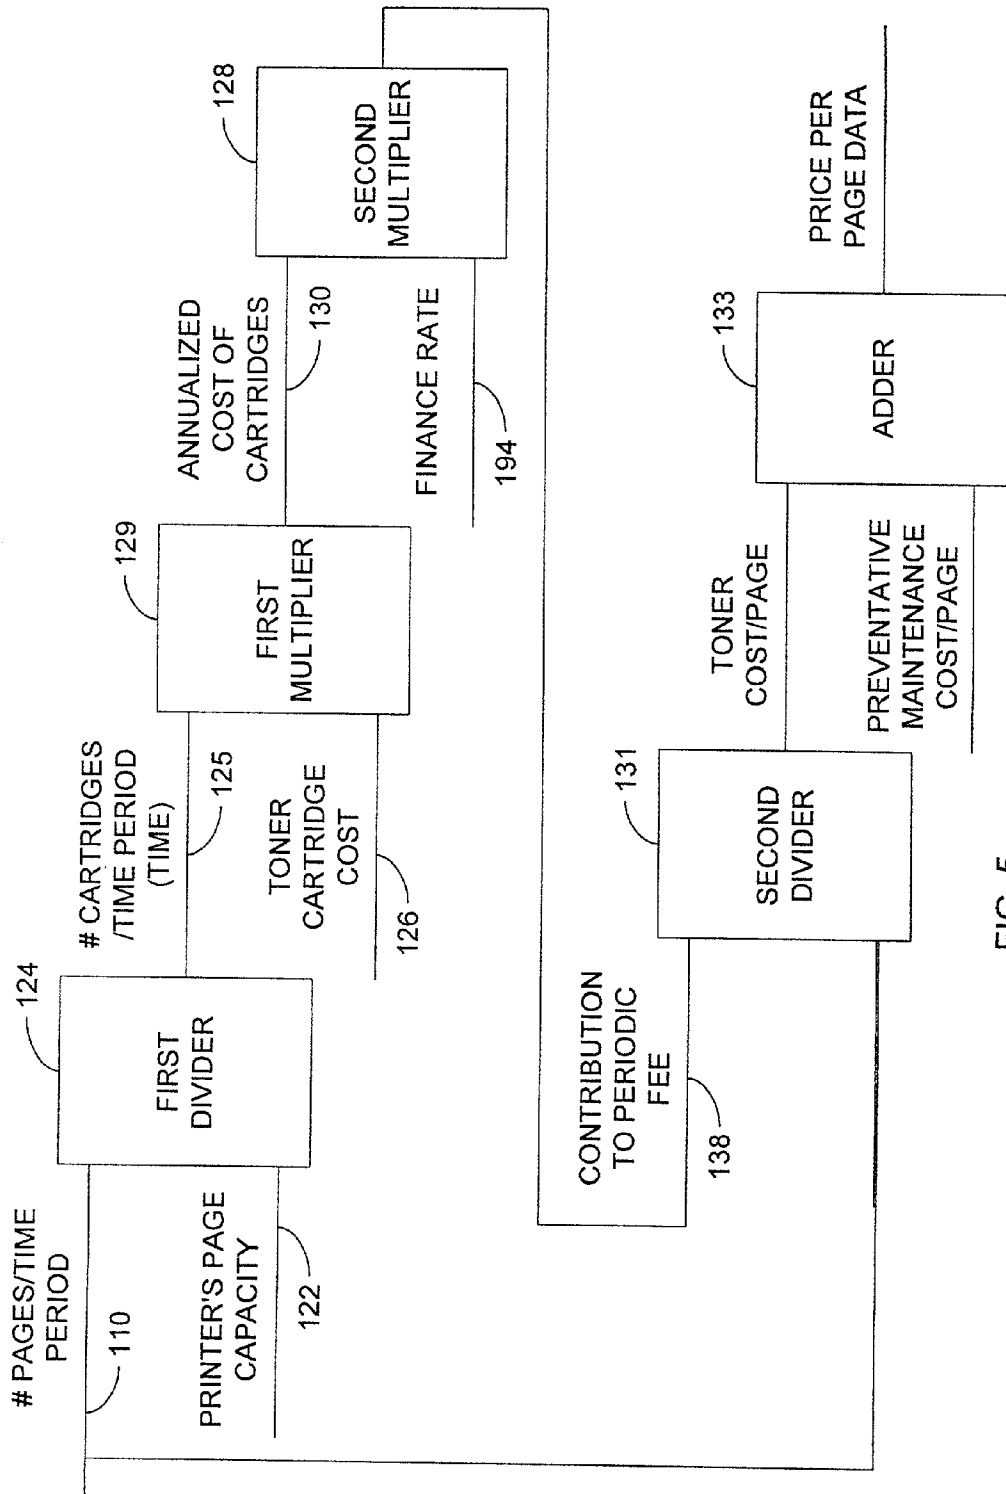 # PAGES/TIME
PERIOD
110
PRINTER'S PAGE
CAPACITY
122
124
FIRST
DIVIDER
# CARTRIDGES
/TIME PERIOD
(TIME)
125
TONER
CARTRIDGE
COST
126
129
FIRST
MULTIPLIER
ANNUALIZED
COST OF
CARTRIDGES
130
FINANCE RATE
194
128
SECOND
MULTIPLIER
CONTRIBUTION
TO PERIODIC
FEE
138
131
SECOND
DIVIDER
TONER
COST/PAGE
PREVENTATIVE
MAINTENANCE
COST/PAGE
133
ADDER
PRICE PER
PAGE DATA